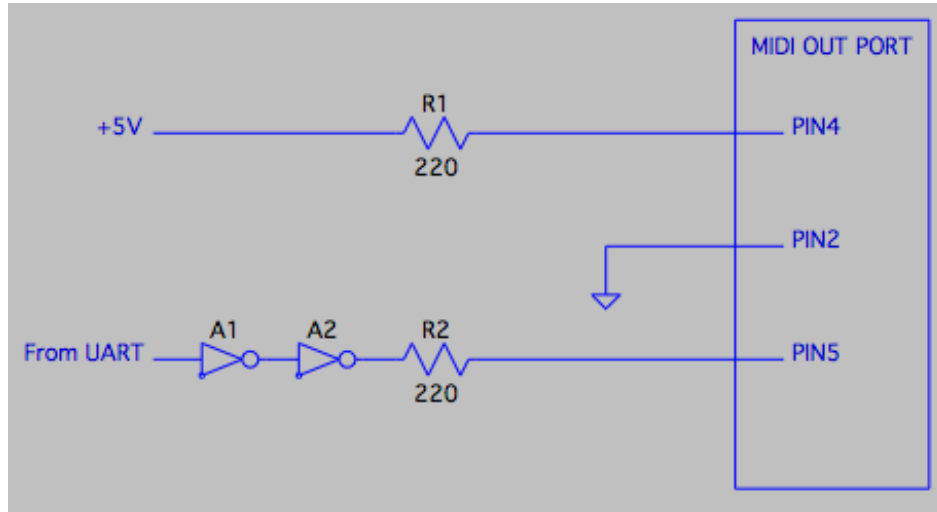 MIDI OUT PORT
R1
+5V
PIN4
220
PIN2
A1
A2
R2
From UART
PIN5
220